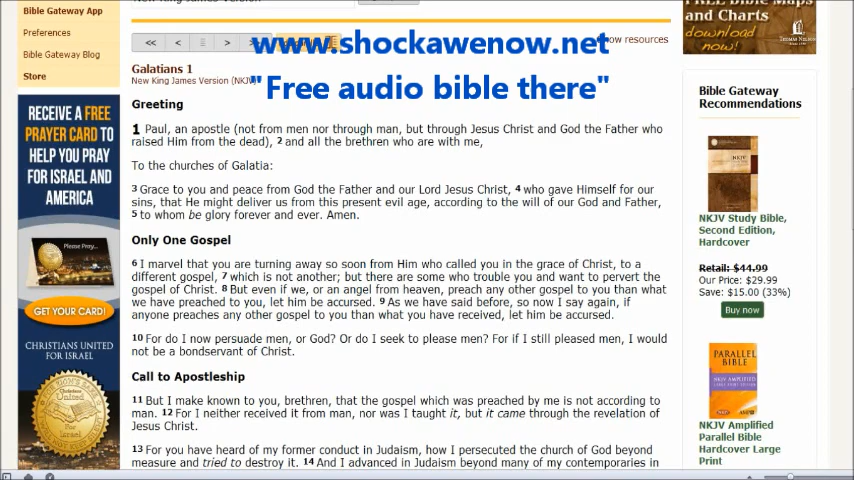 Bible Gateway App
Preferences
Bible Gateway Blog
Store
RECEIVE A FREE
PRAYER CARD TO
HELP YOU PRAY
FOR ISRAEL AND
AMERICA
Please Pray...
GET YOUR CARD!
CHRISTIANS UNITED
FOR ISRAEL
Christians United
For Israel
<<
<
>
www.shockawenow.net
"Free audio bible there"
resources
Galatians 1
New King James Version (NKJV)
Greeting
1 Paul, an apostle (not from men nor through man, but through Jesus Christ and God the Father who
raised Him from the dead), 2 and all the brethren who are with me,
To the churches of Galatia:
3 Grace to you and peace from God the Father and our Lord Jesus Christ, 4 who gave Himself for our
sins, that He might deliver us from this present evil age, according to the will of our God and Father,
5 to whom be glory forever and ever. Amen.
Only One Gospel
6 I marvel that you are turning away so soon from Him who called you in the grace of Christ, to a
different gospel, 7 which is not another; but there are some who trouble you and want to pervert the
gospel of Christ. 8 But even if we, or an angel from heaven, preach any other gospel to you than what
we have preached to you, let him be accursed. 9 As we have said before, so now I say again, if
anyone preaches any other gospel to you than what you have received, let him be accursed.
10 For do I now persuade men, or God? Or do I seek to please men? For if I still pleased men, I would
not be a bondservant of Christ.
Call to Apostleship
11 But I make known to you, brethren, that the gospel which was preached by me is not according to
man. 12 For I neither received it from man, nor was I taught it, but it came through the revelation of
Jesus Christ.
13 For you have heard of my former conduct in Judaism, how I persecuted the church of God beyond
measure and tried to destroy it. 14 And I advanced in Judaism beyond many of my contemporaries in
FREE Bible Maps
and Charts
download
now!
THOMAS NELSON
Bible Gateway
Recommendations
NKJV
NKJV Study Bible,
Second Edition,
Hardcover
Retail: $44.99
Our Price: $29.99
Save: $15.00 (33%)
Buy now
PARALLEL
BIBLE
NKJV AMPLIFIED
NKJV Amplified
Parallel Bible
Hardcover Large
Print